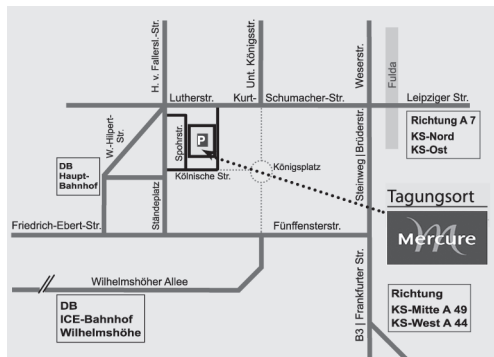 H. v. Fallersl.-Str.
Unt. Königsstr.
Weserstr.
Fulda
Lutherstr.
Kurt-
Schumacher-Str.
Leipziger Str.
W.-Hilpert-
Str.
Spohrstr.
P
Steinweg | Brüderstr.
Richtung A 7
KS-Nord
KS-Ost
DB
Haupt-
Bahnhof
Kölnische Str.
Königsplatz
Ständeplatz
Tagungsort
Mercure
Friedrich-Ebert-Str.
Fünffensterstr.
Wilhelmshöher Allee
B3 | Frankfurter Str.
DB
ICE-Bahnhof
Wilhelmshöhe
Richtung
KS-Mitte A 49
KS-West A 44